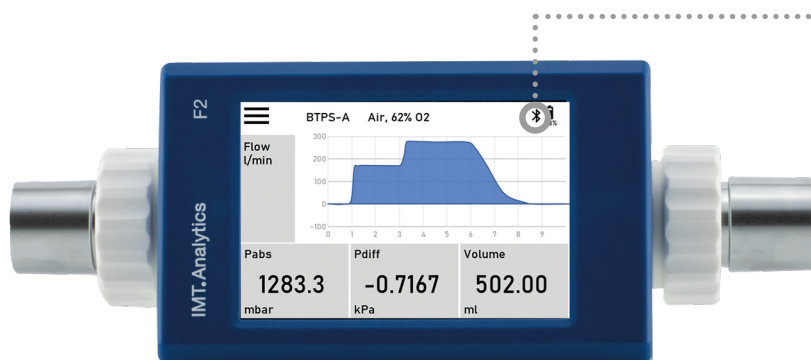 F2
IMT.Analytics
BTPS-A Air, 62% O2
Flow
l/min
300
200
100
0
-100
0 1 2 3 4 5 6 7 8 9
Pabs
1283.3
mbar
Pdiff
-0.7167
kPa
Volume
502.00
ml